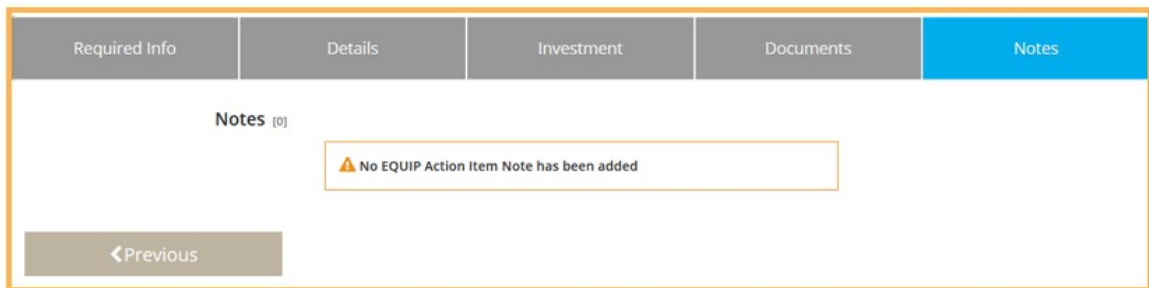 Required Info
Details
Investment
Documents
Notes
Notes [0]
No EQUIP Action Item Note has been added
Previous